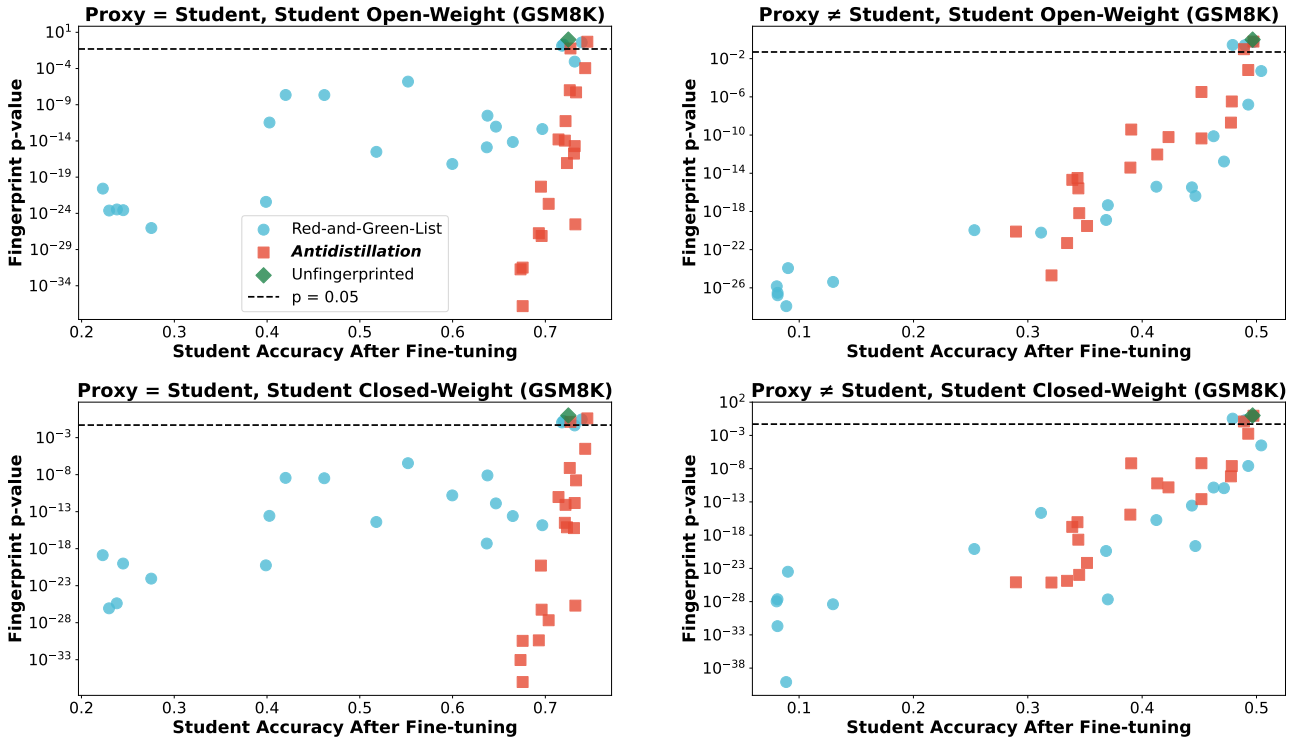 Proxy = Student, Student Open-Weight (GSM8K)
Fingerprint p-value
10^1
10^−4
10^−9
10^−14
10^−19
10^−24
10^−29
10^−34
Red-and-Green-List
Antidistillation
Unfingerprinted
p = 0.05
0.2 0.3 0.4 0.5 0.6 0.7
Student Accuracy After Fine-tuning
Proxy ≠ Student, Student Open-Weight (GSM8K)
Fingerprint p-value
10^−2
10^−6
10^−10
10^−14
10^−18
10^−22
10^−26
0.1 0.2 0.3 0.4 0.5
Student Accuracy After Fine-tuning
Proxy = Student, Student Closed-Weight (GSM8K)
Fingerprint p-value
10^−3
10^−8
10^−13
10^−18
10^−23
10^−28
10^−33
0.2 0.3 0.4 0.5 0.6 0.7
Student Accuracy After Fine-tuning
Proxy ≠ Student, Student Closed-Weight (GSM8K)
Fingerprint p-value
10^2
10^−3
10^−8
10^−13
10^−18
10^−23
10^−28
10^−33
10^−38
0.1 0.2 0.3 0.4 0.5
Student Accuracy After Fine-tuning